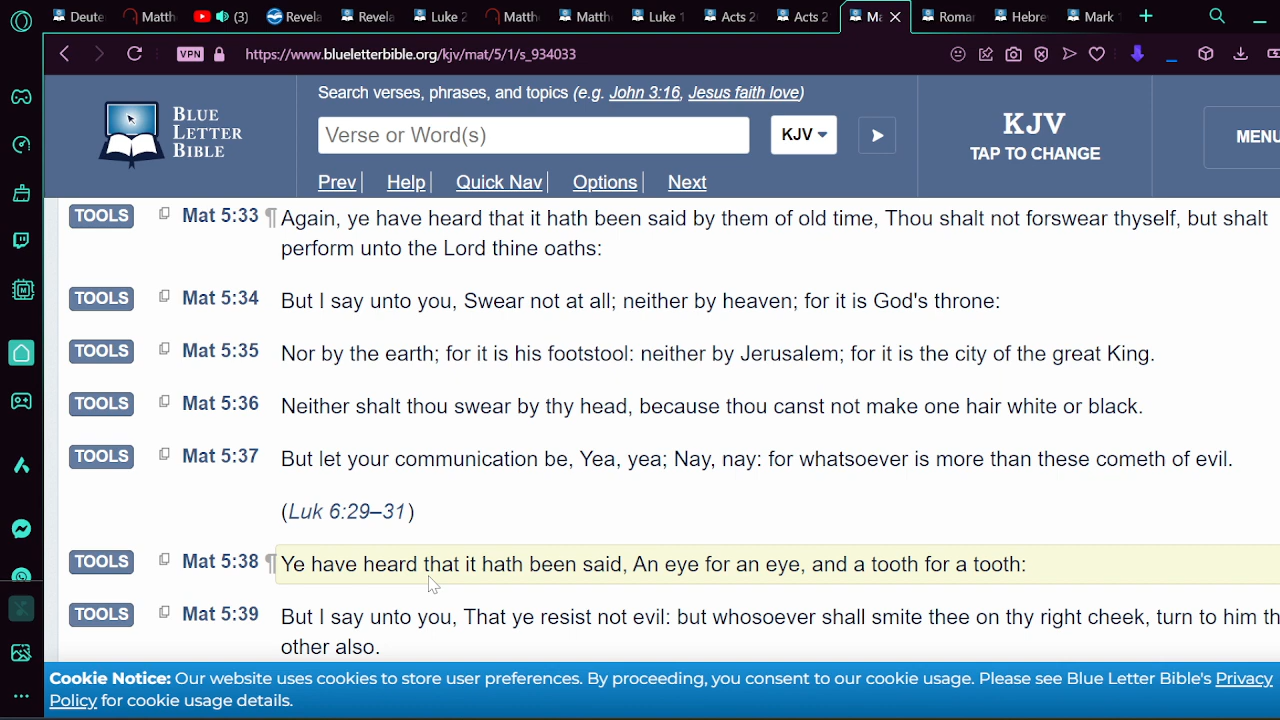 Deute
Matth
(3)
Revela
Revela
Luke 2
Matth
Matth
Luke 1
Acts 2
Acts 2
Ma
Roma
Hebre
Mark 1
VPN
https://www.blueletterbible.org/kjv/mat/5/1/s_934033
BLUE
LETTER
BIBLE
Search verses, phrases, and topics (e.g. John 3:16, Jesus faith love)
Verse or Word(s)
KJV
Prev Help Quick Nav Options Next
KJV
TAP TO CHANGE
MENU
TOOLS Mat 5:33 ¶ Again, ye have heard that it hath been said by them of old time, Thou shalt not forswear thyself, but shalt
perform unto the Lord thine oaths:
TOOLS Mat 5:34 But I say unto you, Swear not at all; neither by heaven; for it is God's throne:
TOOLS Mat 5:35 Nor by the earth; for it is his footstool: neither by Jerusalem; for it is the city of the great King.
TOOLS Mat 5:36 Neither shalt thou swear by thy head, because thou canst not make one hair white or black.
TOOLS Mat 5:37 But let your communication be, Yea, yea; Nay, nay: for whatsoever is more than these cometh of evil.
(Luk 6:29–31)
TOOLS Mat 5:38 ¶ Ye have heard that it hath been said, An eye for an eye, and a tooth for a tooth:
TOOLS Mat 5:39 But I say unto you, That ye resist not evil: but whosoever shall smite thee on thy right cheek, turn to him th
other also.
Cookie Notice: Our website uses cookies to store user preferences. By proceeding, you consent to our cookie usage. Please see Blue Letter Bible's Privacy
Policy for cookie usage details.